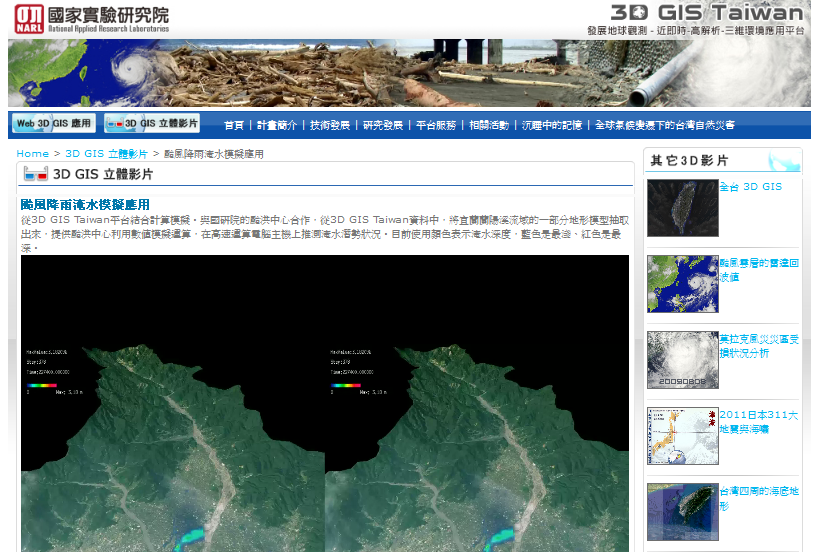 NARL
國家實驗研究院
National Applied Research Laboratories
3D GIS Taiwan
發展地球觀測 - 近即時-高解析-三維環境應用平台
Web 3D GIS 應用
3D GIS 立體影片
首頁 | 計畫簡介 | 技術發展 | 研究發展 | 平台服務 | 相關活動 | 沉睡中的記憶 | 全球氣候變遷下的台灣自然災害
Home > 3D GIS 立體影片 > 颱風降雨淹水模擬應用
3D GIS 立體影片
颱風降雨淹水模擬應用
從3D GIS Taiwan平台結合計算模擬，與國研院的颱洪中心合作，從3D GIS Taiwan資料中，將宜蘭蘭陽溪流域的一部分地形模型抽取
出來，提供颱洪中心利用數值模擬運算，在高速運算電腦主機上推測淹水潛勢狀況。目前使用顏色表示淹水深度，藍色是最淺、紅色是最
深。
其它3D影片
全台 3D GIS
颱風雲層的雷達回
波值
莫拉克風災災區受
損狀況分析
20090808
2011日本311大
地震與海嘯
台灣四周的海底地
形